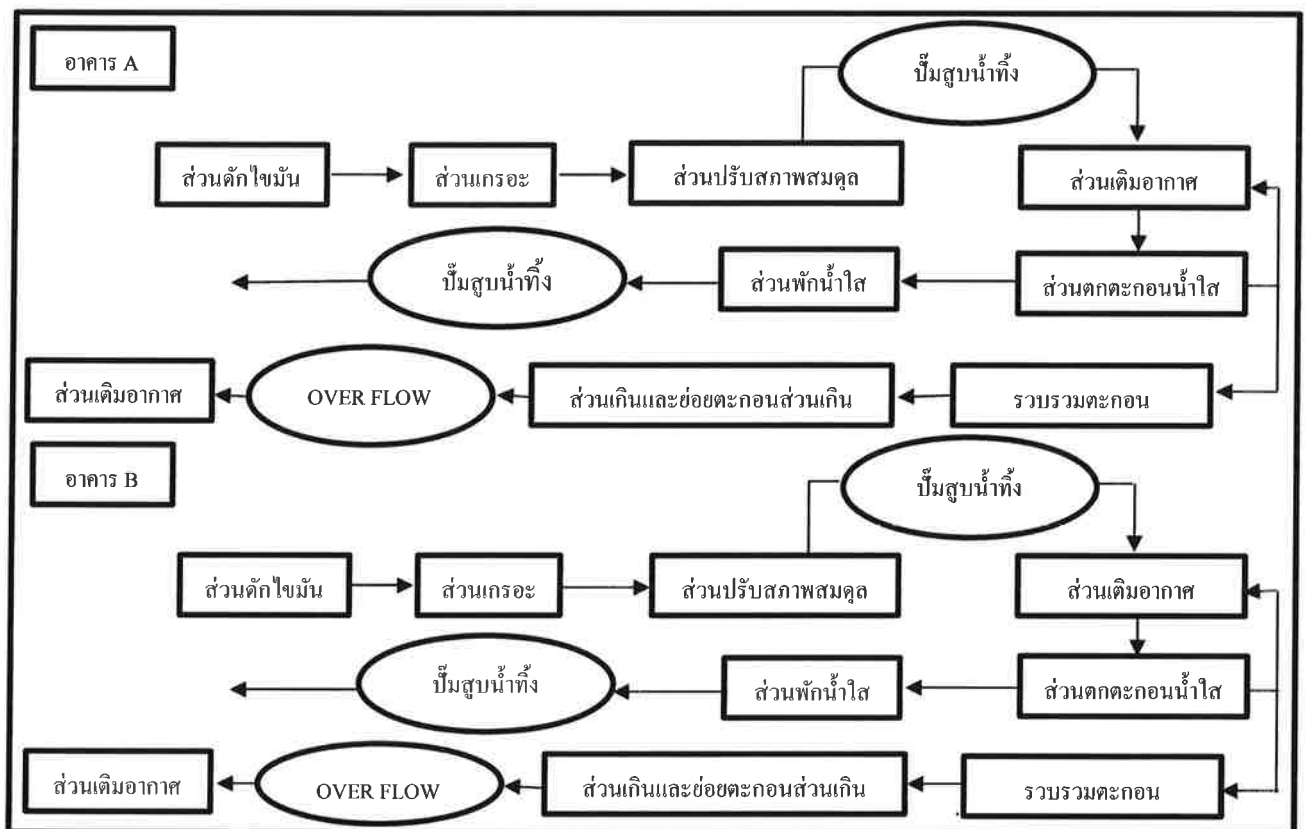 อาคาร A
ปั๊มสูบน้ำทิ้ง
ส่วนดักไขมัน
ส่วนเกรอะ
ส่วนปรับสภาพสมดุล
ส่วนเติมอากาศ
ปั๊มสูบน้ำทิ้ง
ส่วนพักน้ำใส
ส่วนตกตะกอนน้ำใส
ส่วนเติมอากาศ
OVER FLOW
ส่วนเกินและย่อยตะกอนส่วนเกิน
รวบรวมตะกอน
อาคาร B
ปั๊มสูบน้ำทิ้ง
ส่วนดักไขมัน
ส่วนเกรอะ
ส่วนปรับสภาพสมดุล
ส่วนเติมอากาศ
ปั๊มสูบน้ำทิ้ง
ส่วนพักน้ำใส
ส่วนตกตะกอนน้ำใส
ส่วนเติมอากาศ
OVER FLOW
ส่วนเกินและย่อยตะกอนส่วนเกิน
รวบรวมตะกอน